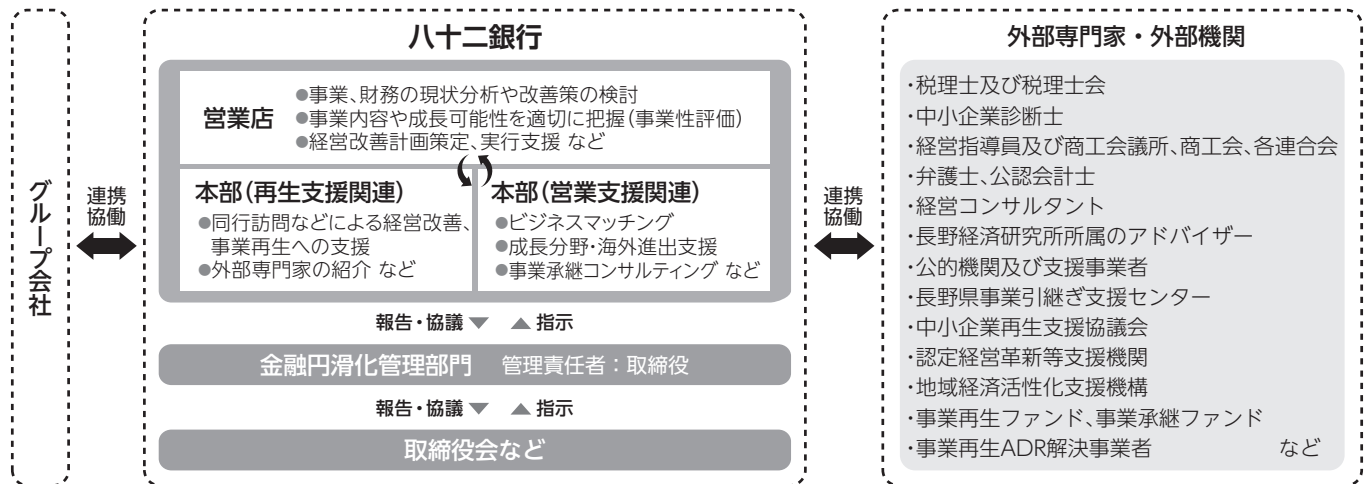 グループ会社
連携
協働
八十二銀行
営業店
●事業、財務の現状分析や改善策の検討
●事業内容や成長可能性を適切に把握(事業性評価)
●経営改善計画策定、実行支援 など
本部(再生支援関連)
●同行訪問などによる経営改善、
事業再生への支援
●外部専門家の紹介 など
本部(営業支援関連)
●ビジネスマッチング
●成長分野・海外進出支援
●事業承継コンサルティング など
報告・協議▼ ▲指示
金融円滑化管理部門 管理責任者:取締役
報告・協議▼ ▲指示
取締役会など
連携
協働
外部専門家・外部機関
・税理士及び税理士会
・中小企業診断士
・経営指導員及び商工会議所、商工会、各連合会
・弁護士、公認会計士
・経営コンサルタント
・長野経済研究所所属のアドバイザー
・公的機関及び支援事業者
・長野県事業引継ぎ支援センター
・中小企業再生支援協議会
・認定経営革新等支援機関
・地域経済活性化支援機構
・事業再生ファンド、事業承継ファンド
・事業再生ADR解決事業者 など